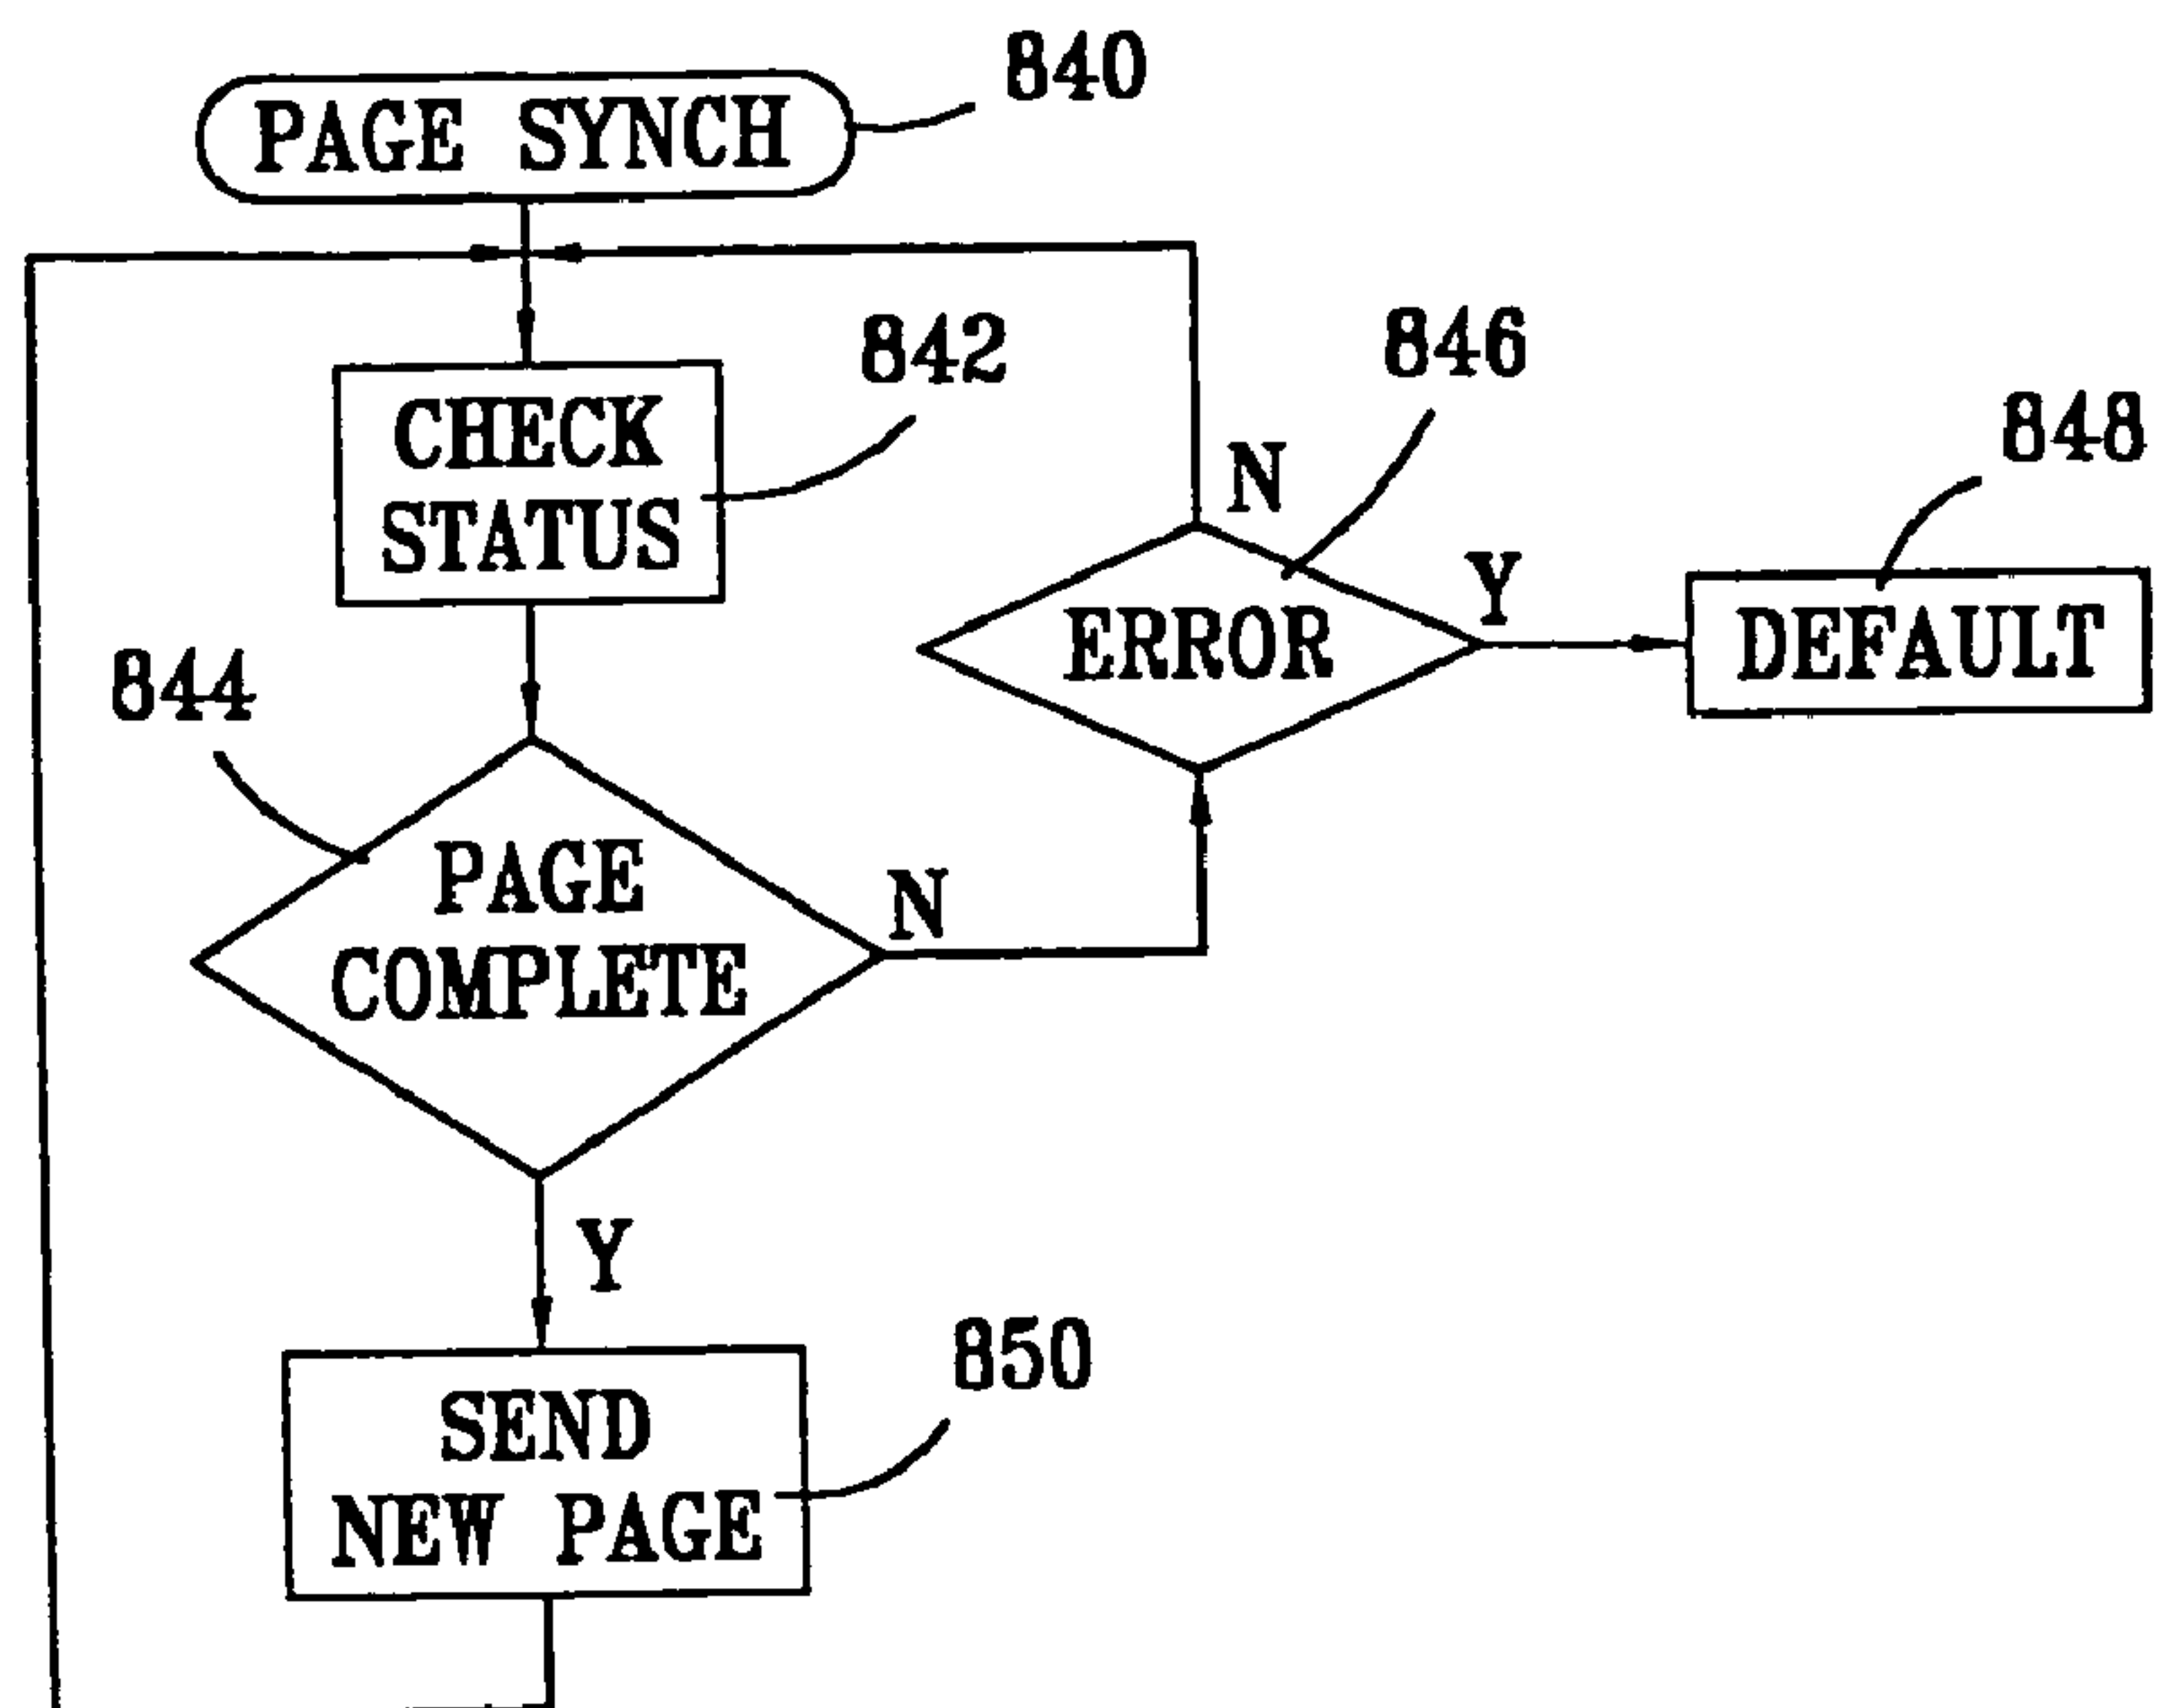 840
PAGE SYNCH
842
846
848
CHECK
STATUS
N
Y
ERROR
DEFAULT
844
PAGE
COMPLETE
N
Y
850
SEND
NEW PAGE